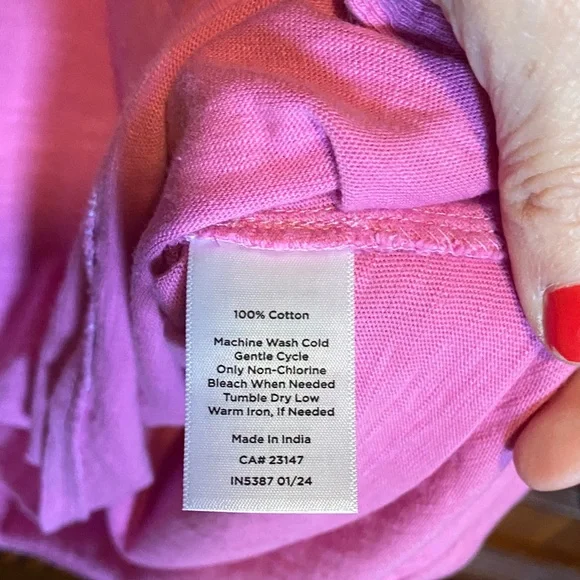 100% Cotton
Machine Wash Cold
Gentle Cycle
Only Non-Chlorine
Bleach When Needed
Tumble Dry Low
Warm Iron, If Needed
Made In India
CA# 23147
IN5387 01/24